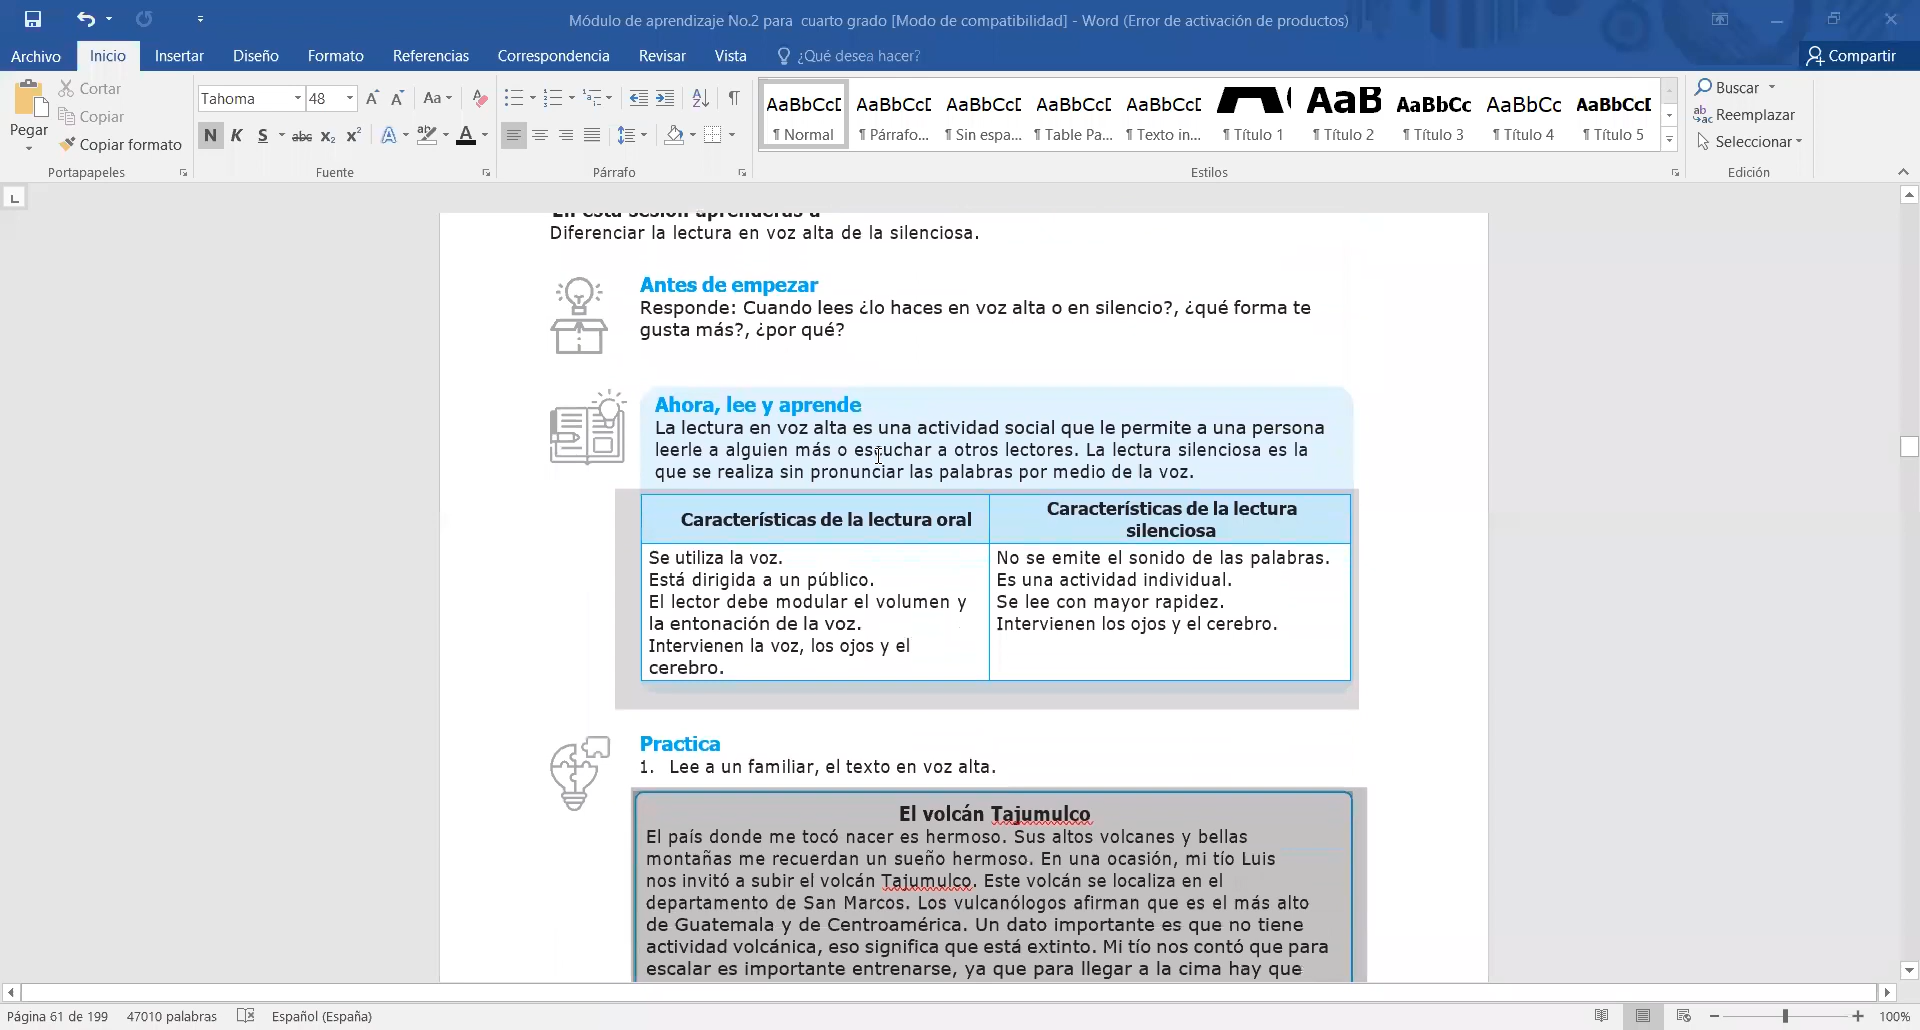 Módulo de aprendizaje No.2 para cuarto grado [Modo de compatibilidad] - Word (Error de activación de productos)
Archivo Inicio Insertar Diseño Formato Referencias Correspondencia Revisar Vista ¿Qué desea hacer? Compartir
Pegar
Cortar
Copiar
Copiar formato
Portapapeles
Tahoma 48
N K S abc x₂ x²
Fuente
Párrafo
AaBbCcD AaBbCcD AaBbCcD AaBbCcD AaBbCcD AaB AaBbCc AaBbCc AaBbCcD
¶ Normal ¶ Párrafo... ¶ Sin espa... ¶ Table Pa... ¶ Texto in... ¶ Título 1 ¶ Título 2 ¶ Título 3 ¶ Título 4 ¶ Título 5
Estilos
Buscar
Reemplazar
Seleccionar
Edición
En esta sesión aprenderás a
Diferenciar la lectura en voz alta de la silenciosa.
Antes de empezar
Responde: Cuando lees ¿lo haces en voz alta o en silencio?, ¿qué forma te
gusta más?, ¿por qué?
Ahora, lee y aprende
La lectura en voz alta es una actividad social que le permite a una persona
leerle a alguien más o escuchar a otros lectores. La lectura silenciosa es la
que se realiza sin pronunciar las palabras por medio de la voz.
Características de la lectura oral
Se utiliza la voz.
Está dirigida a un público.
El lector debe modular el volumen y
la entonación de la voz.
Intervienen la voz, los ojos y el
cerebro.
Características de la lectura
silenciosa
No se emite el sonido de las palabras.
Es una actividad individual.
Se lee con mayor rapidez.
Intervienen los ojos y el cerebro.
Practica
1. Lee a un familiar, el texto en voz alta.
El volcán Tajumulco
El país donde me tocó nacer es hermoso. Sus altos volcanes y bellas
montañas me recuerdan un sueño hermoso. En una ocasión, mi tío Luis
nos invitó a subir el volcán Tajumulco. Este volcán se localiza en el
departamento de San Marcos. Los vulcanólogos afirman que es el más alto
de Guatemala y de Centroamérica. Un dato importante es que no tiene
actividad volcánica, eso significa que está extinto. Mi tío nos contó que para
escalar es importante entrenarse, ya que para llegar a la cima hay que
Página 61 de 199 47010 palabras Español (España) 100%